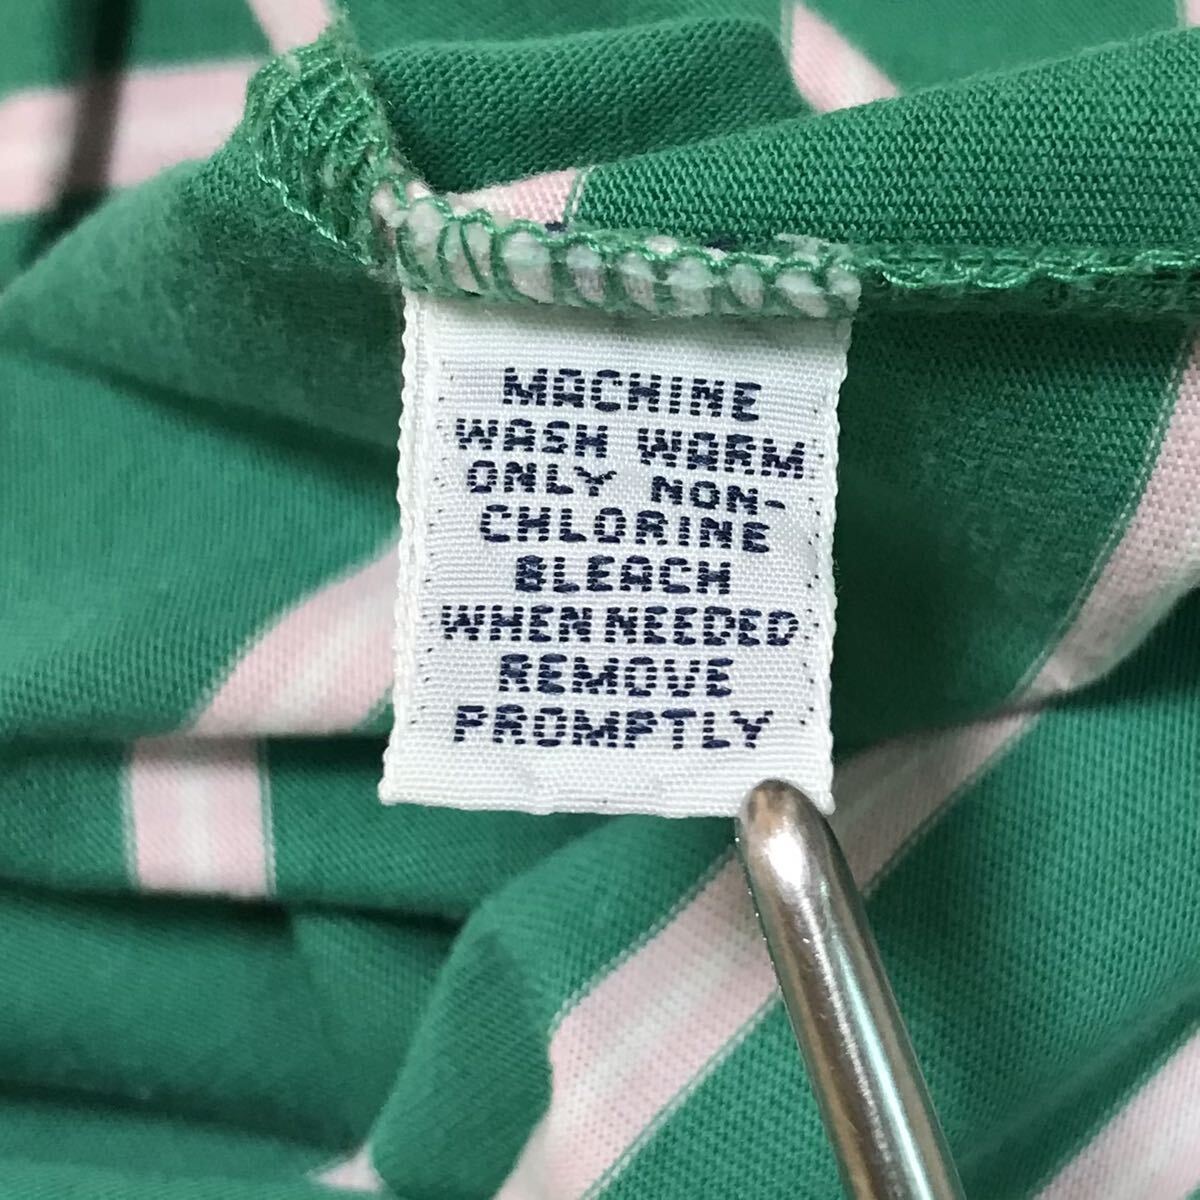 MACHINE
WASH WARM
ONLY NON-
CHLORINE
BLEACH
WHEN NEEDED
REMOVE
PROMPTLY